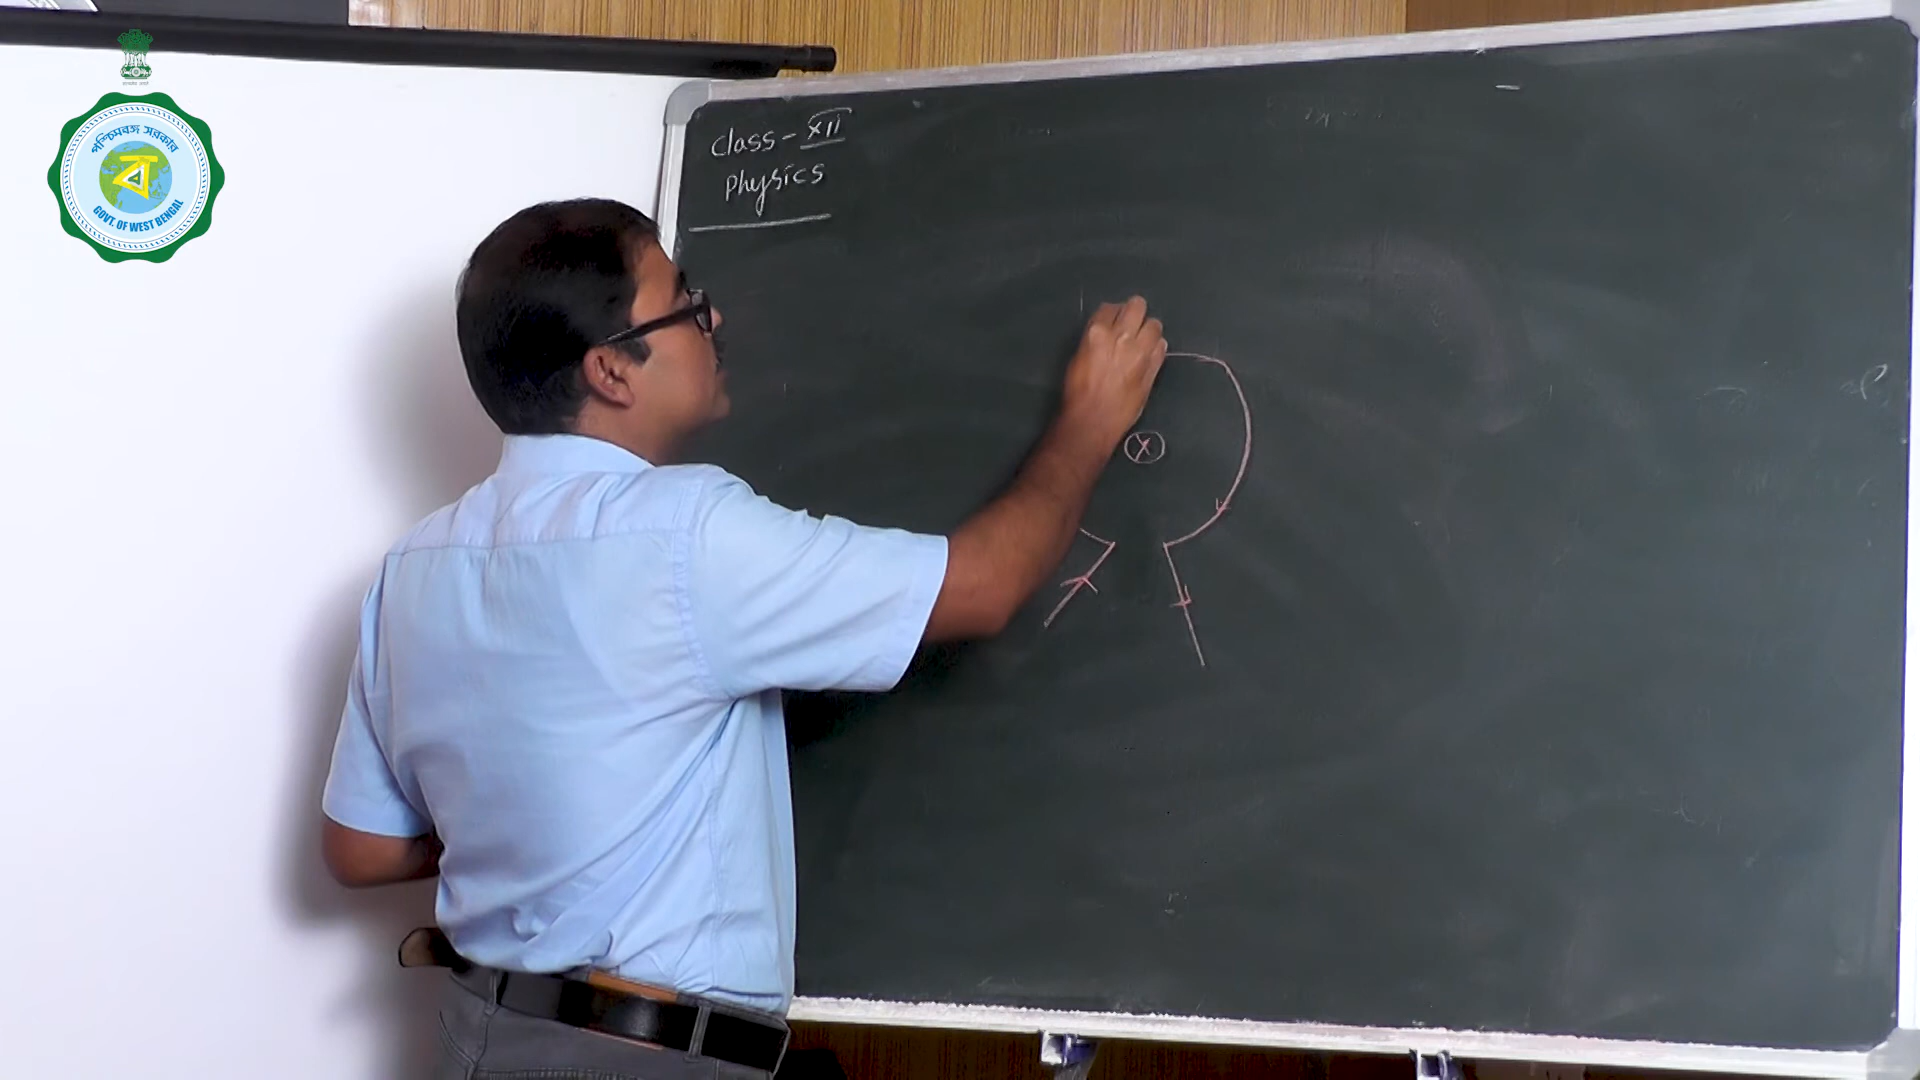 পশ্চিমবঙ্গ সরকার
ব
GOVT. OF WEST BENGAL
Class - XII
Physics
X